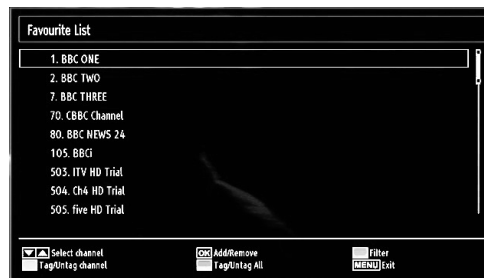 Favourite List
1. BBC ONE
2. BBC TWO
7. BBC THREE
70. CBBC Channel
80. BBC NEWS 24
105. BBCi
503. ITV HD Trial
504. Ch4 HD Trial
505. five HD Trial
Select channel OK Add/Remove Filter
Tag/Untag channel Tag/Untag All MENU Exit